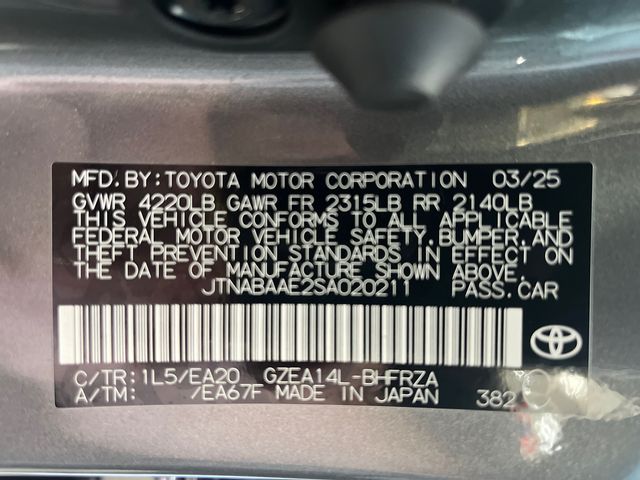 MFD. BY: TOYOTA MOTOR CORPORATION 03/25
GVWR 4220LB GAWR FR 2315LB RR 2140LB
THIS VEHICLE CONFORMS TO ALL APPLICABLE
FEDERAL MOTOR VEHICLE SAFETY,BUMPER,AND
THEFT PREVENTION STANDARDS IN EFFECT ON
THE DATE OF MANUFACTURE SHOWN ABOVE.
JTNABAAE2SA020211 PASS.CAR
C/TR: 1L5/EA20 GZEA14L-BHFRZA
A/TM: /EA67F MADE IN JAPAN 382